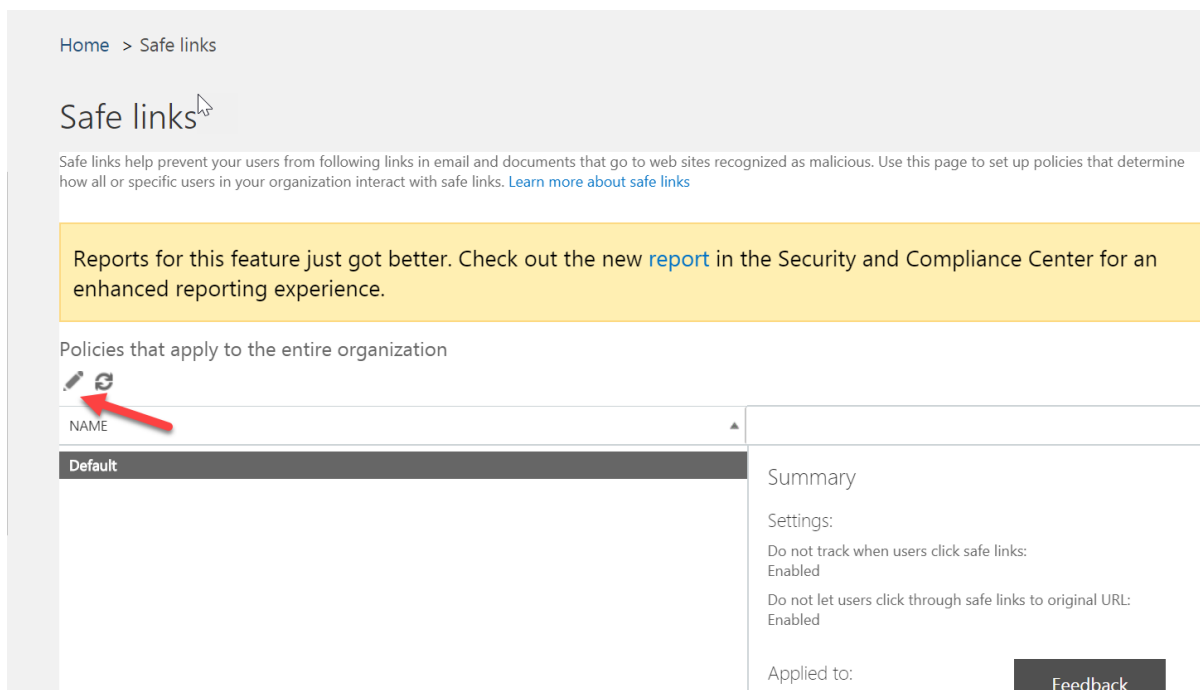 Home > Safe links
Safe links
Safe links help prevent your users from following links in email and documents that go to web sites recognized as malicious. Use this page to set up policies that determine
how all or specific users in your organization interact with safe links. Learn more about safe links
Reports for this feature just got better. Check out the new report in the Security and Compliance Center for an
enhanced reporting experience.
Policies that apply to the entire organization
NAME
Default
Summary
Settings:
Do not track when users click safe links:
Enabled
Do not let users click through safe links to original URL:
Enabled
Applied to:
Feedback